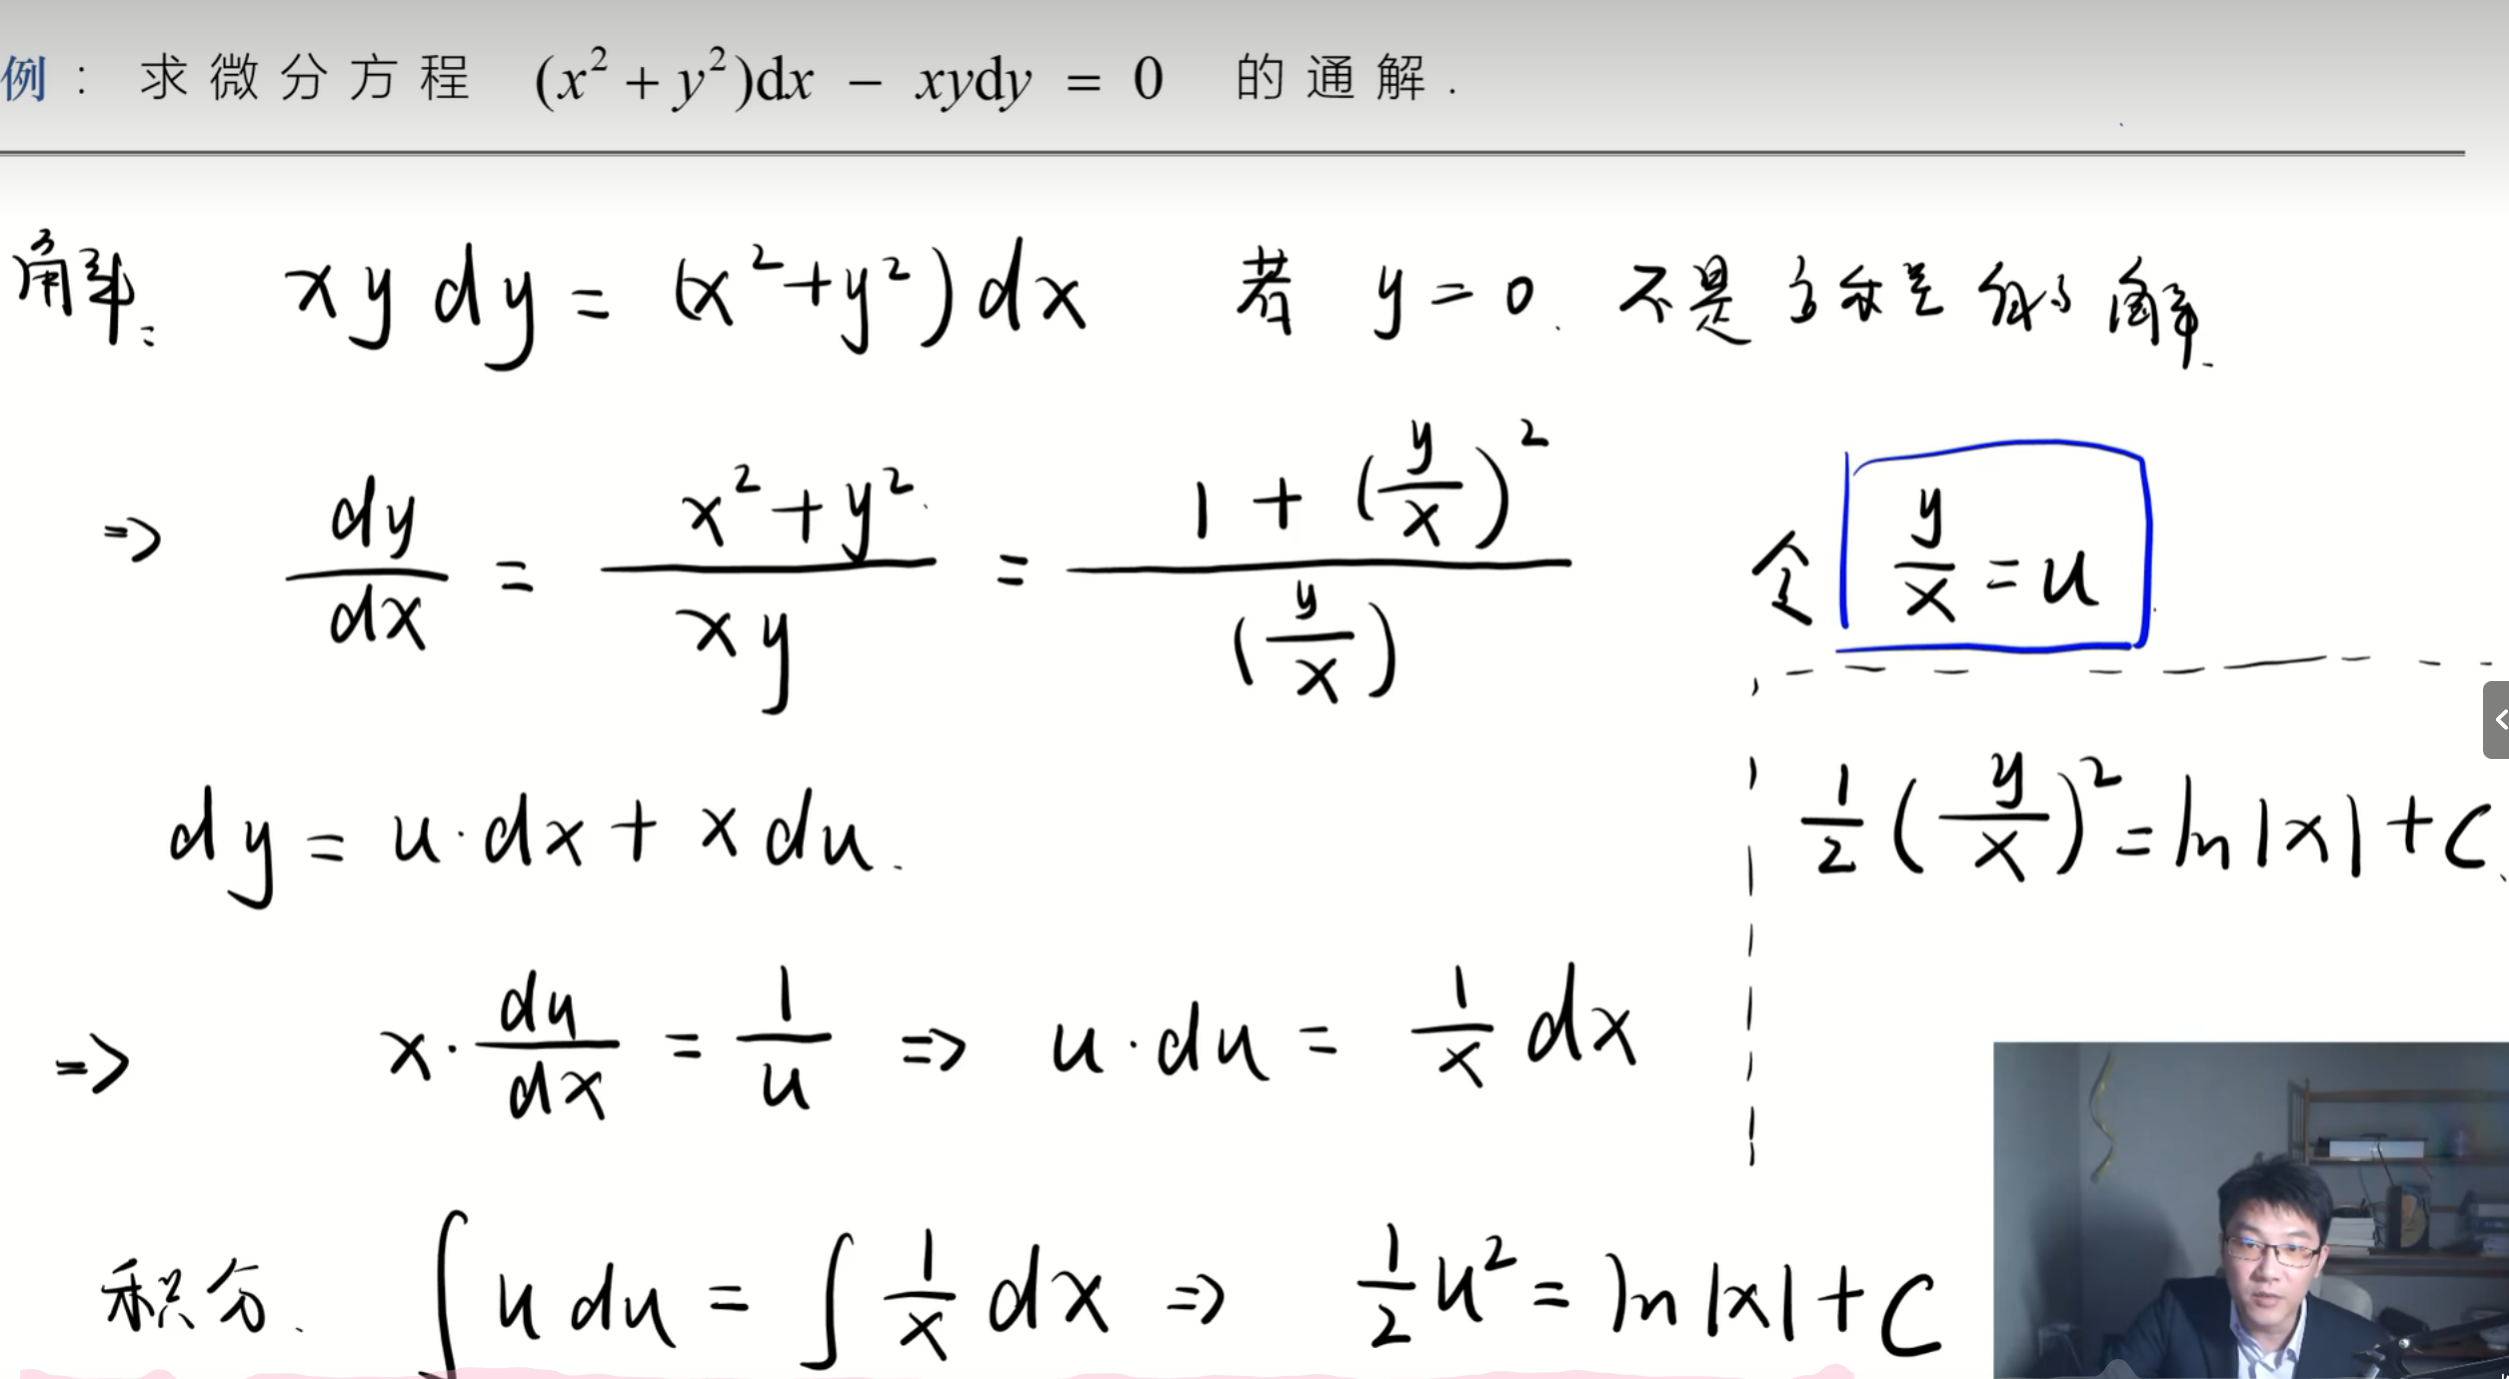 例：求微分方程 (x²+y²)dx − xydy = 0 的通解.
解: xy dy = (x²+y²)dx 若 y=0. 不是方程的解.
⇒ dy/dx = (x²+y²)/(xy) = (1+(y/x)²)/(y/x) 令 y/x = u
dy = u·dx + x du.
⇒ x·du/dx = 1/u ⇒ u·du = 1/x dx
积分. ∫u du = ∫1/x dx ⇒ 1/2 u² = ln|x| + C
1/2 (y/x)² = ln|x| + C.